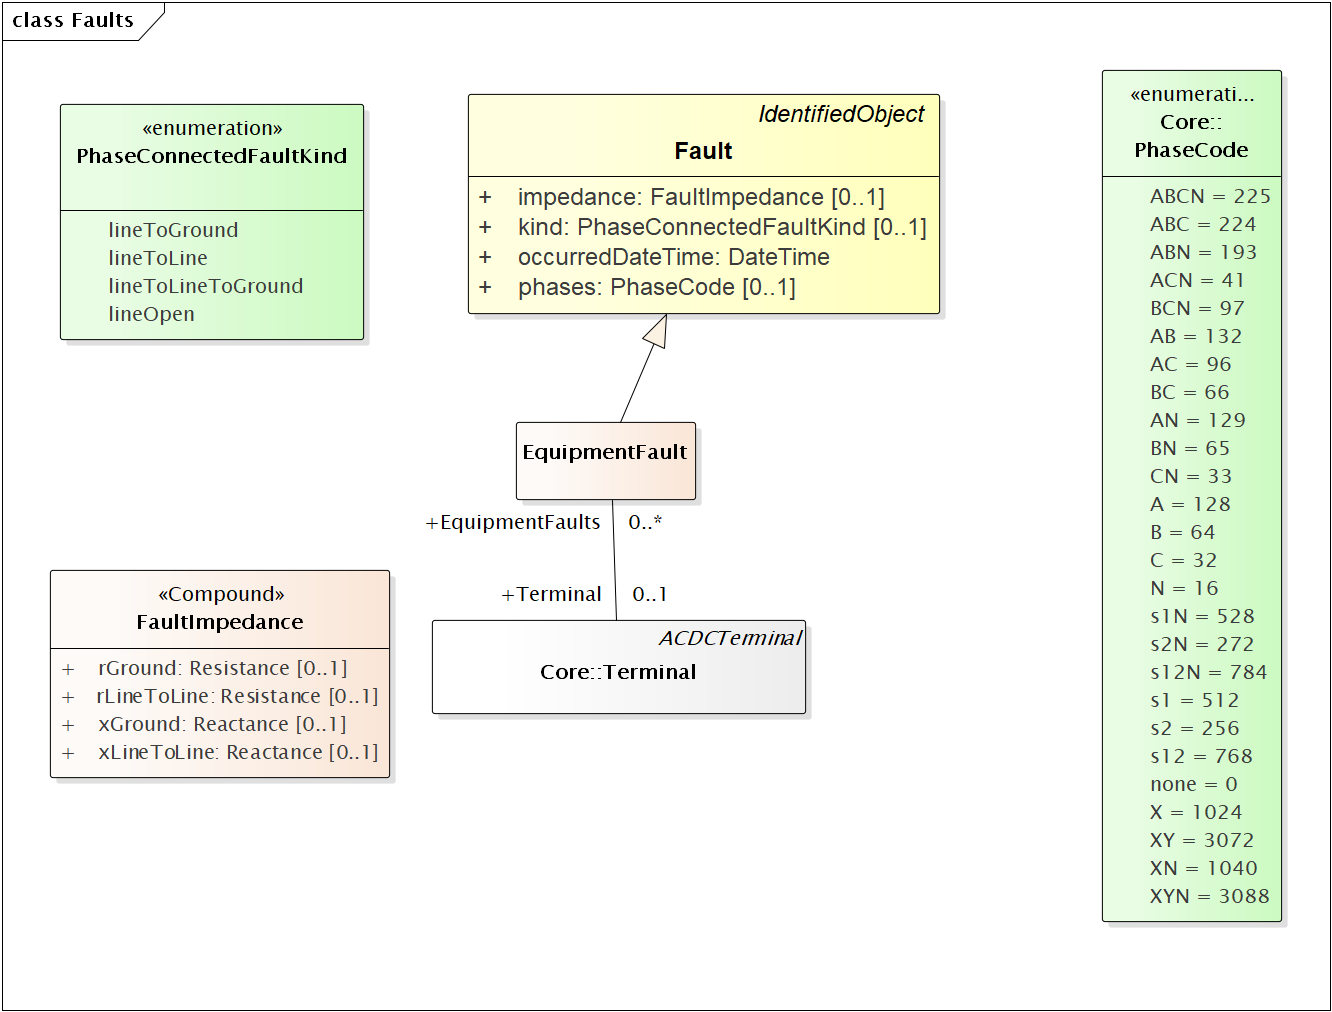 class Faults
«enumeration»
PhaseConnectedFaultKind
lineToGround
lineToLine
lineToLineToGround
lineOpen
IdentifiedObject
Fault
+ impedance: FaultImpedance [0..1]
+ kind: PhaseConnectedFaultKind [0..1]
+ occurredDateTime: DateTime
+ phases: PhaseCode [0..1]
EquipmentFault
+EquipmentFaults 0..*
+Terminal 0..1
ACDCTerminal
Core::Terminal
«Compound»
FaultImpedance
+ rGround: Resistance [0..1]
+ rLineToLine: Resistance [0..1]
+ xGround: Reactance [0..1]
+ xLineToLine: Reactance [0..1]
«enumerati...
Core::
PhaseCode
ABCN = 225
ABC = 224
ABN = 193
ACN = 41
BCN = 97
AB = 132
AC = 96
BC = 66
AN = 129
BN = 65
CN = 33
A = 128
B = 64
C = 32
N = 16
s1N = 528
s2N = 272
s12N = 784
s1 = 512
s2 = 256
s12 = 768
none = 0
X = 1024
XY = 3072
XN = 1040
XYN = 3088